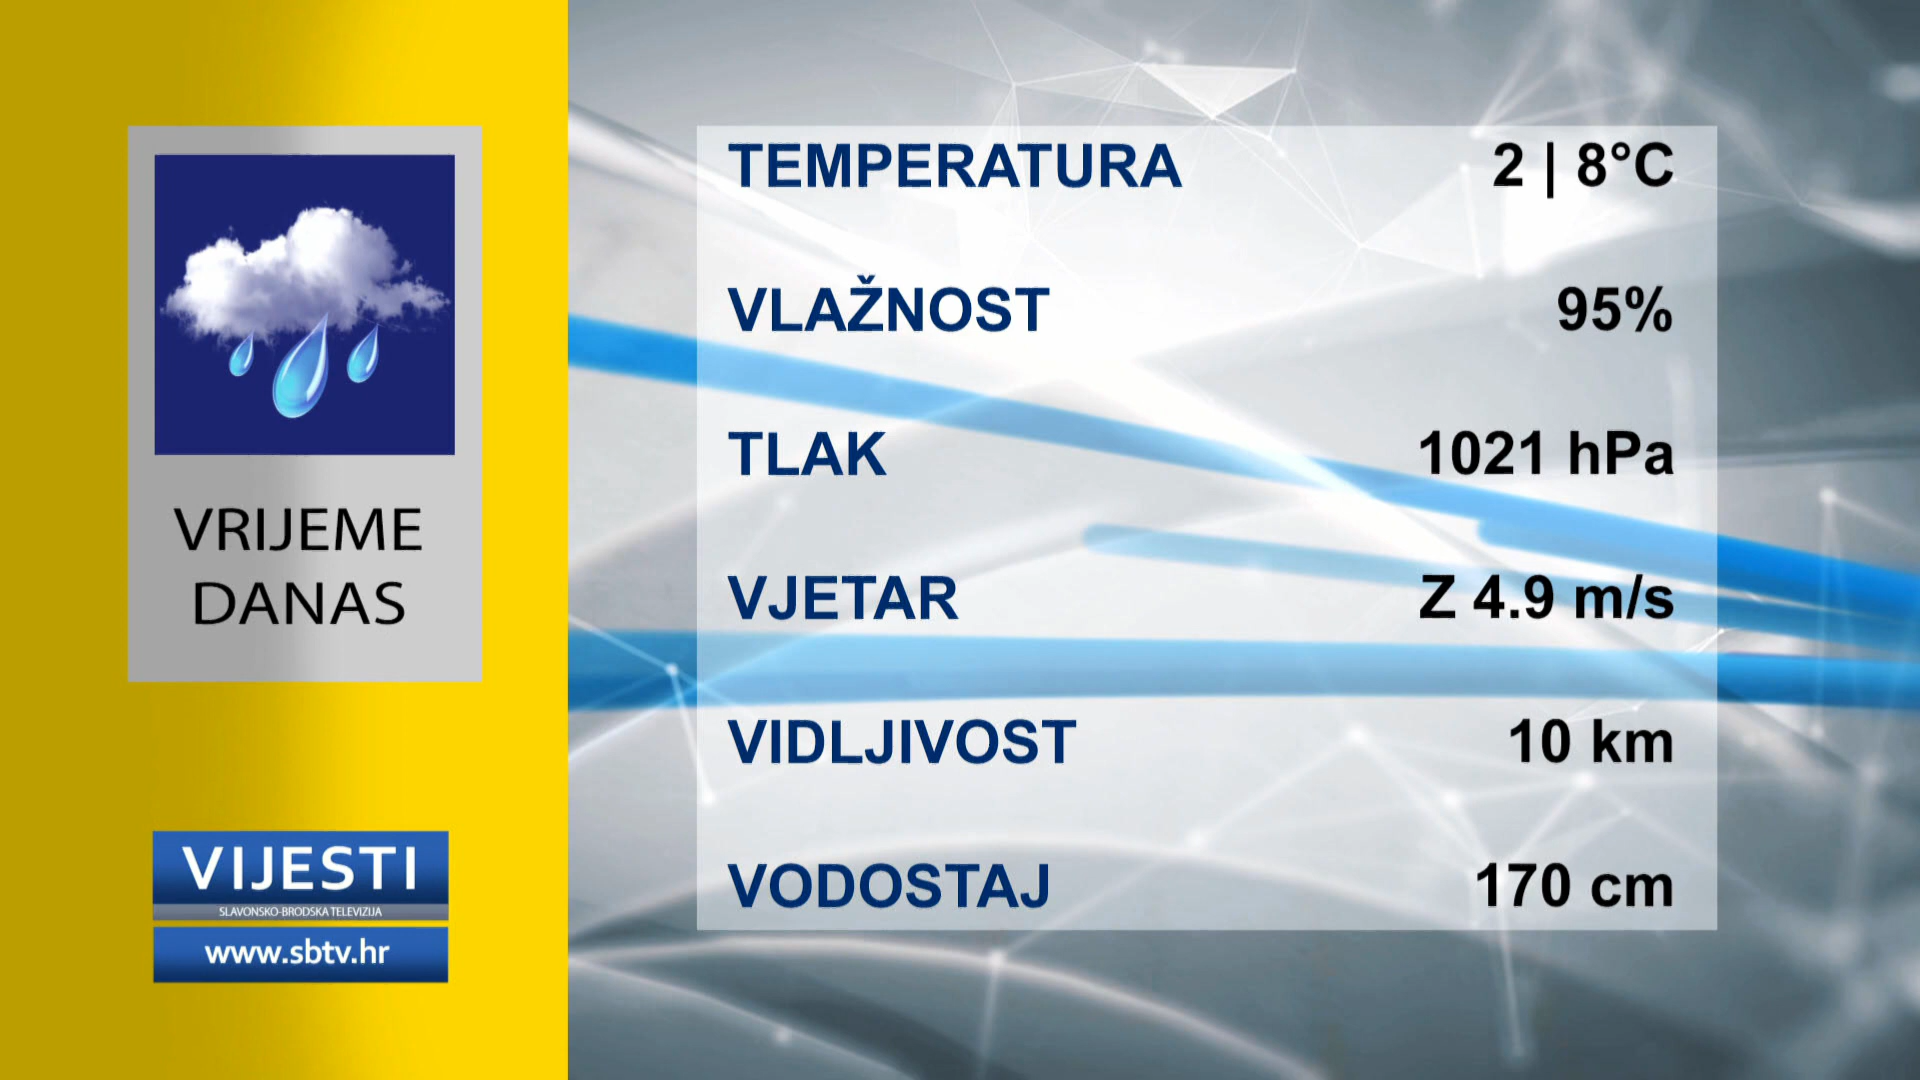 VRIJEME
DANAS
VIJESTI
SLAVONSKO-BRODSKA TELEVIZIJA
www.sbtv.hr
TEMPERATURA 2 | 8°C
VLAŽNOST 95%
TLAK 1021 hPa
VJETAR Z 4.9 m/s
VIDLJIVOST 10 km
VODOSTAJ 170 cm